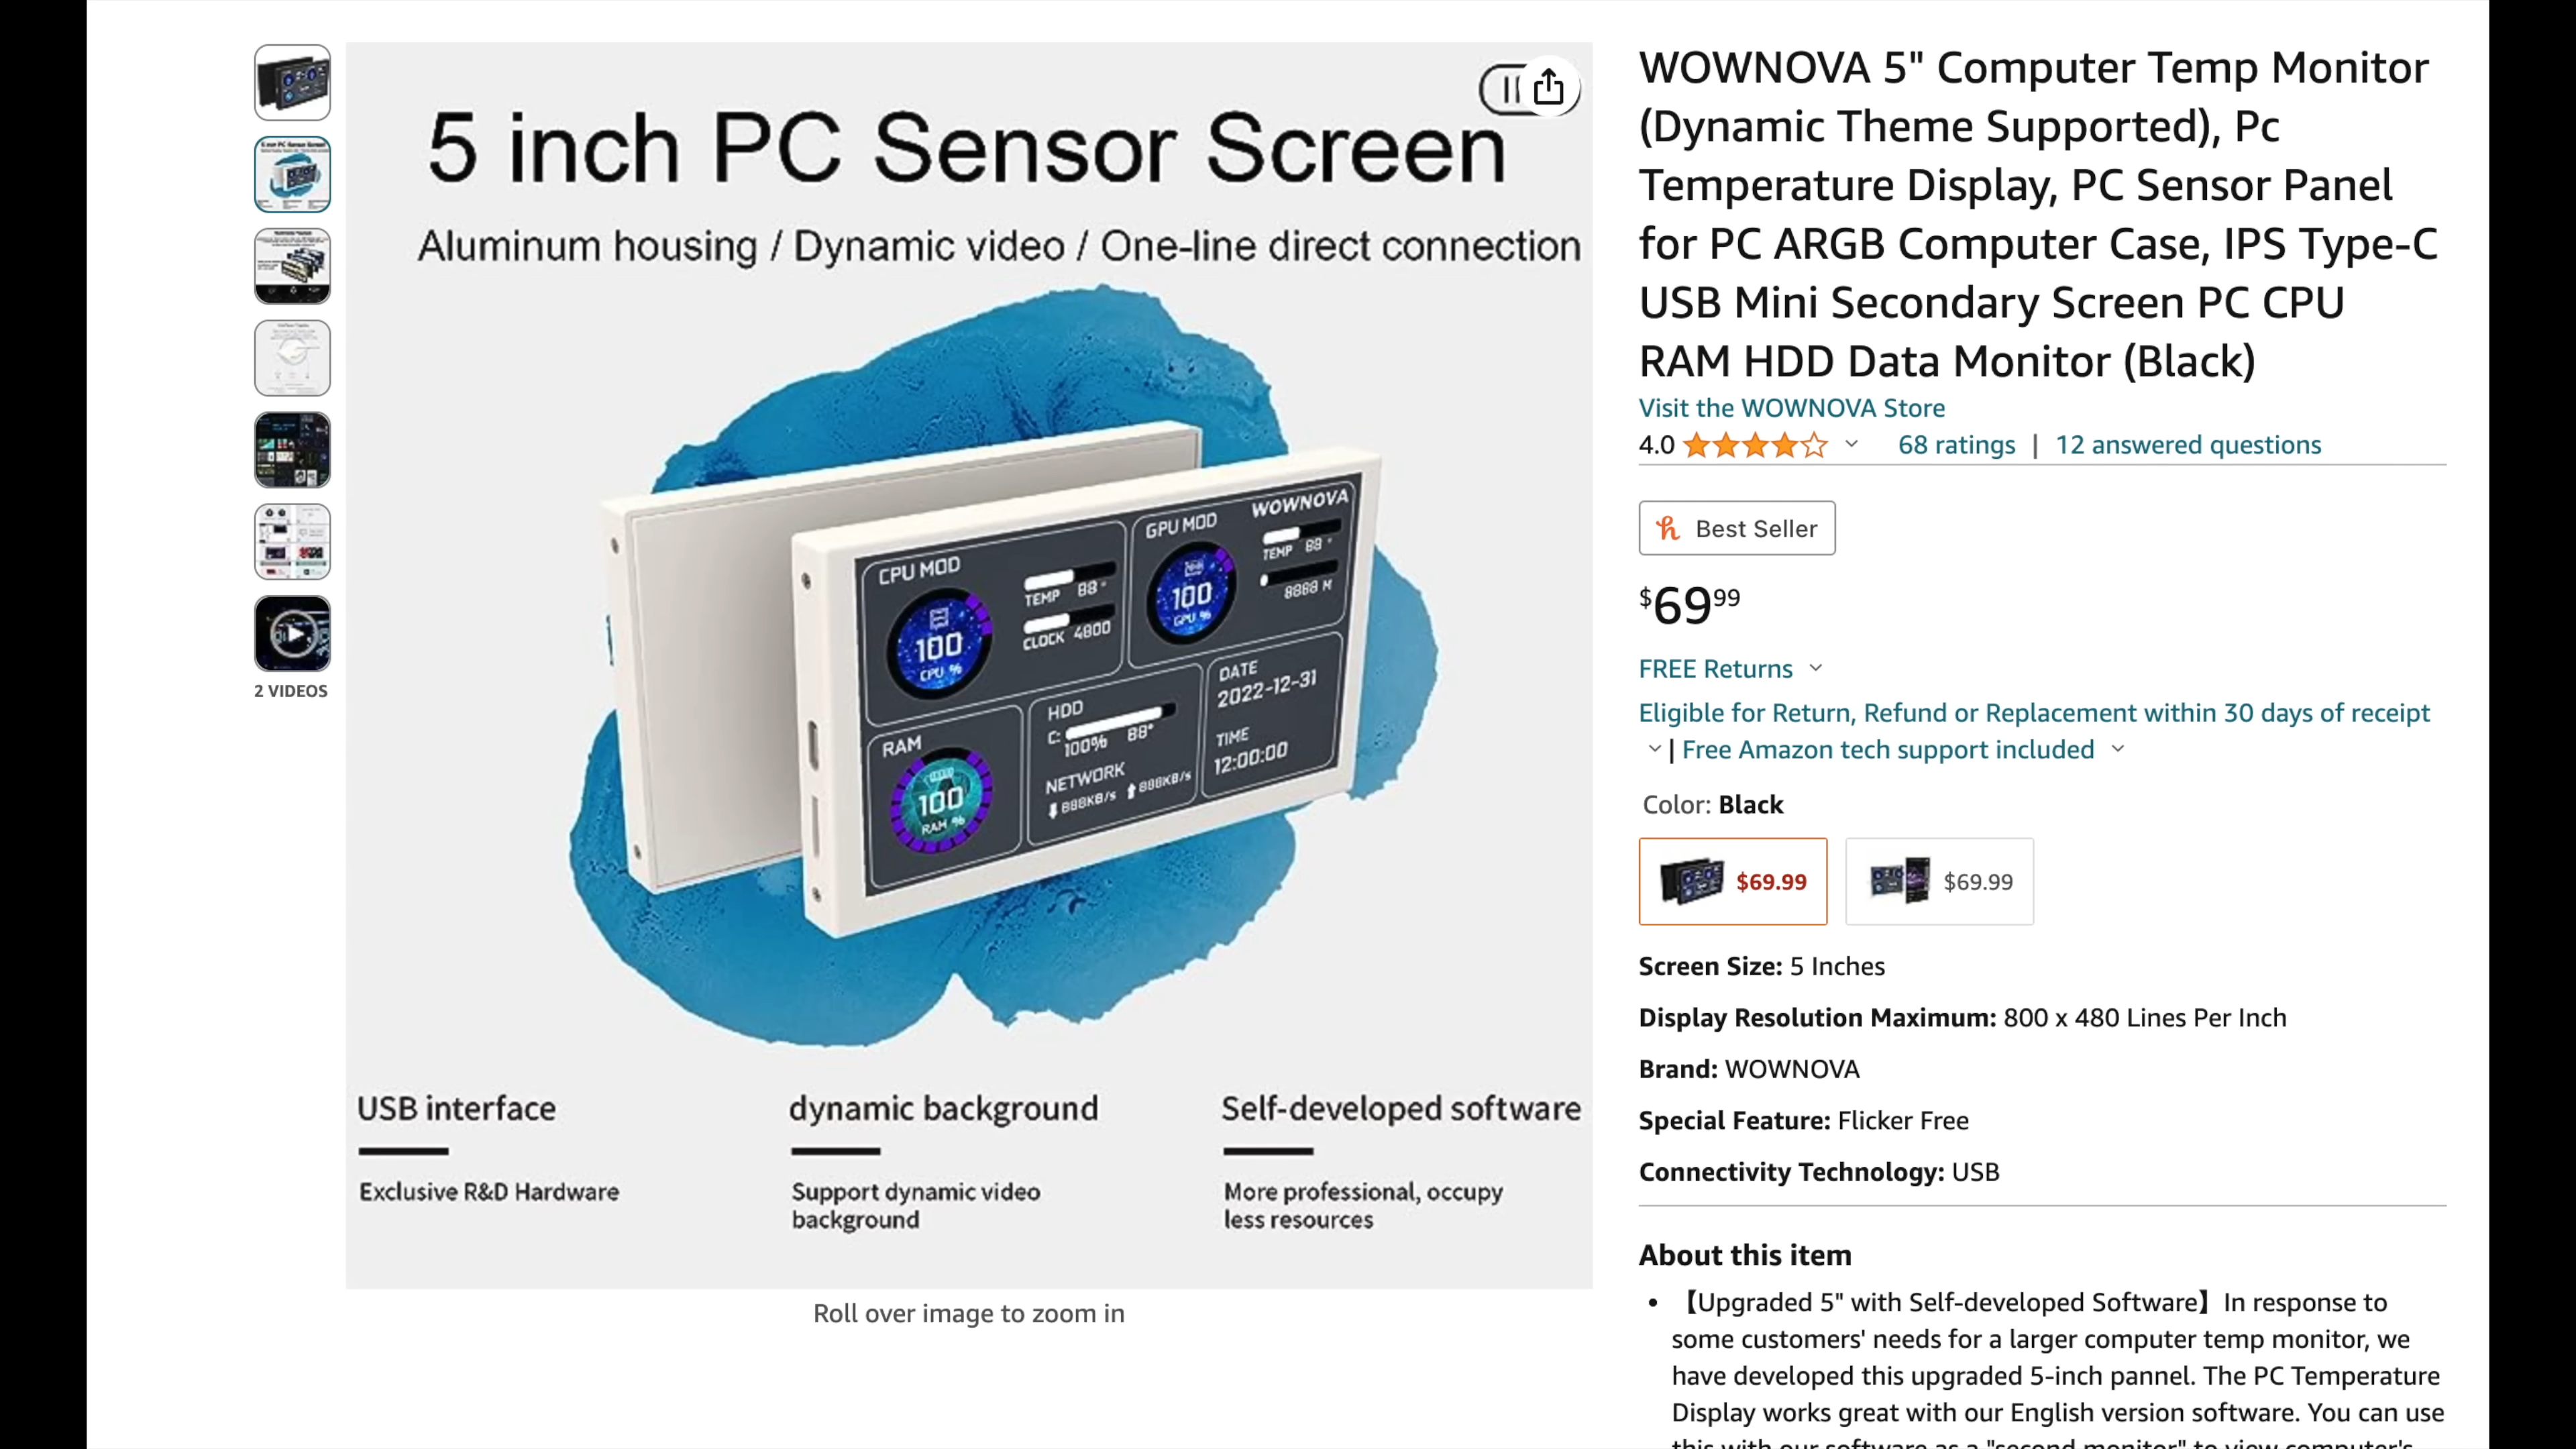 2 VIDEOS
5 inch PC Sensor Screen
Aluminum housing / Dynamic video / One-line direct connection
WOWNOVA
CPU MOD
100
CPU %
TEMP 88°
CLOCK 4800
GPU MOD
100
GPU %
TEMP 88°
8888 M
RAM
100
RAM %
HDD
C:
100% 88°
NETWORK
888KB/s 888KB/s
DATE
2022-12-31
TIME
12:00:00
USB interface
Exclusive R&D Hardware
dynamic background
Support dynamic video
background
Self-developed software
More professional, occupy
less resources
Roll over image to zoom in
WOWNOVA 5" Computer Temp Monitor
(Dynamic Theme Supported), Pc
Temperature Display, PC Sensor Panel
for PC ARGB Computer Case, IPS Type-C
USB Mini Secondary Screen PC CPU
RAM HDD Data Monitor (Black)
Visit the WOWNOVA Store
4.0 68 ratings | 12 answered questions
Best Seller
$69.99
FREE Returns
Eligible for Return, Refund or Replacement within 30 days of receipt
| Free Amazon tech support included
Color: Black
$69.99 $69.99
Screen Size: 5 Inches
Display Resolution Maximum: 800 x 480 Lines Per Inch
Brand: WOWNOVA
Special Feature: Flicker Free
Connectivity Technology: USB
About this item
• 【Upgraded 5" with Self-developed Software】In response to
some customers' needs for a larger computer temp monitor, we
have developed this upgraded 5-inch pannel. The PC Temperature
Display works great with our English version software. You can use
this with our software as a "second monitor" to view computer's